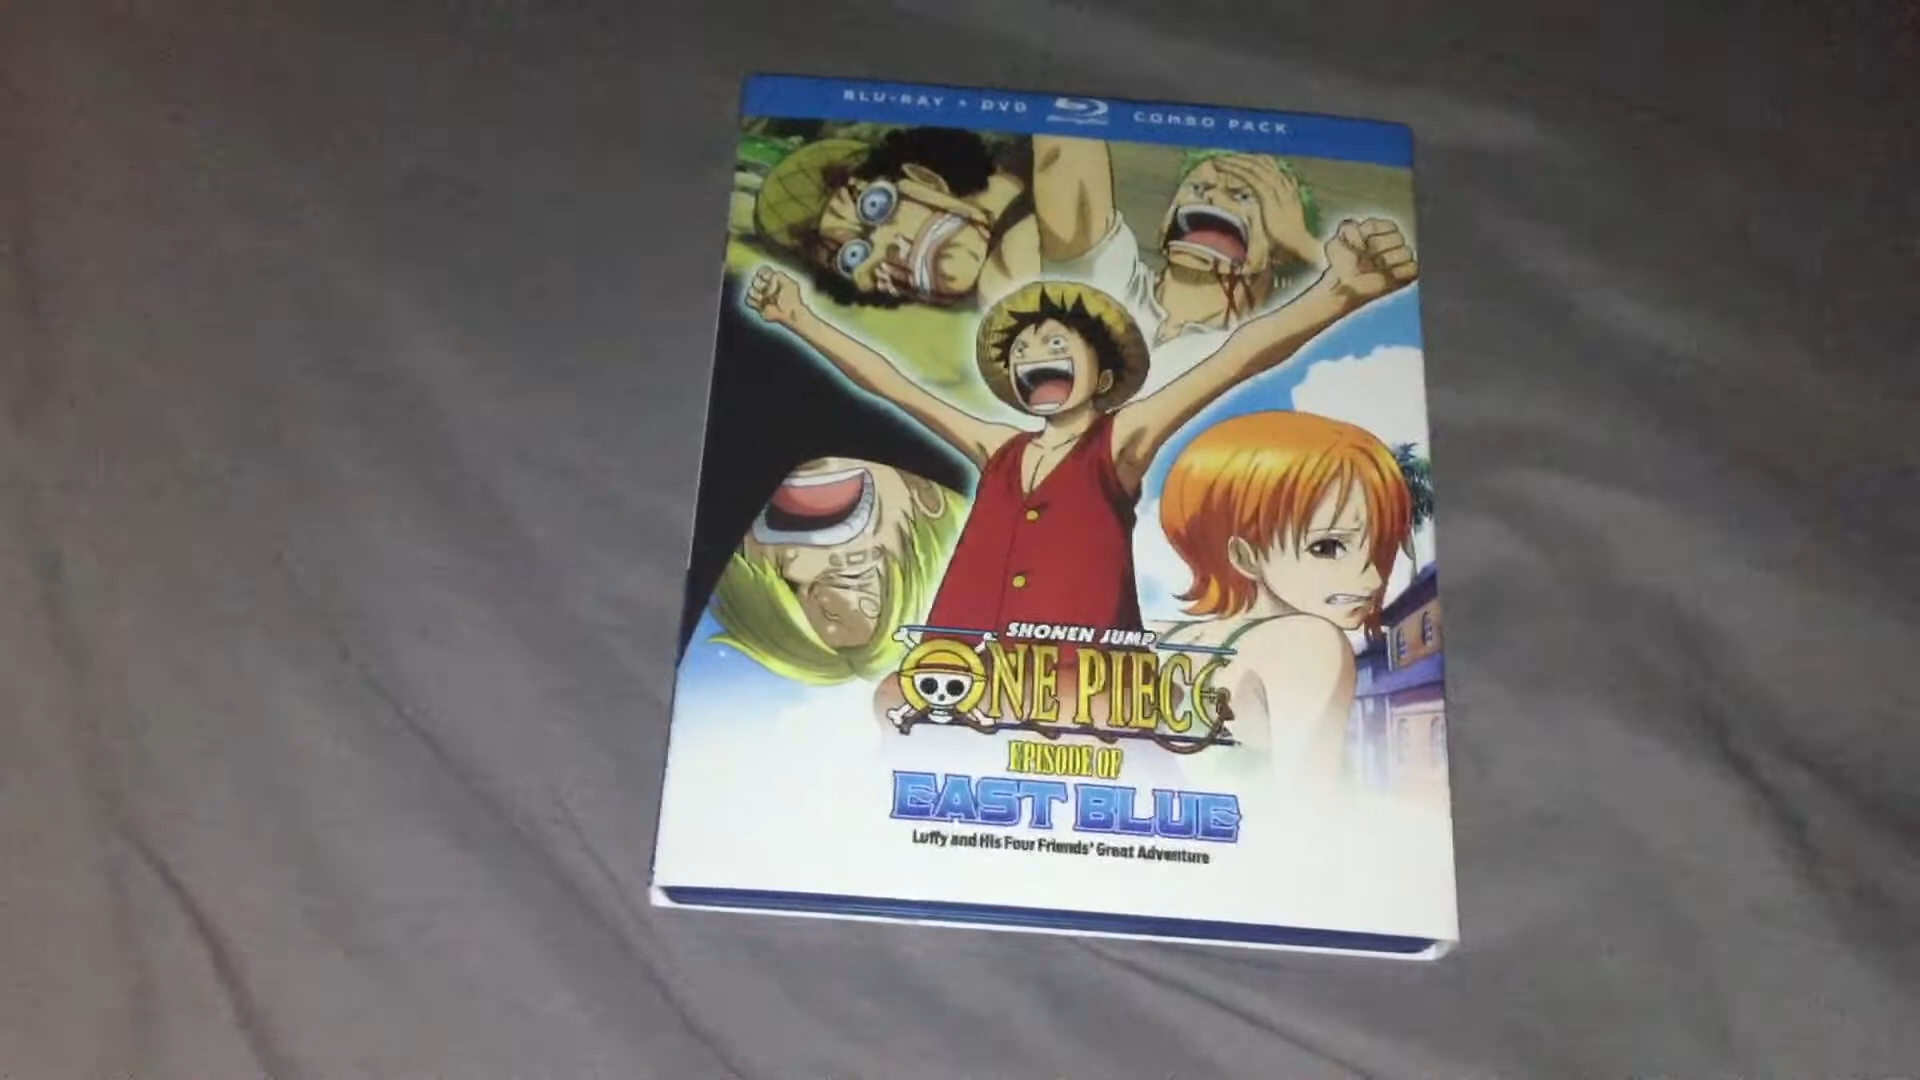 BLU-RAY + DVD COMBO PACK
SHONEN JUMP
ONE PIECE
EPISODE OF
EAST BLUE
Luffy and His Four Friends' Great Adventure